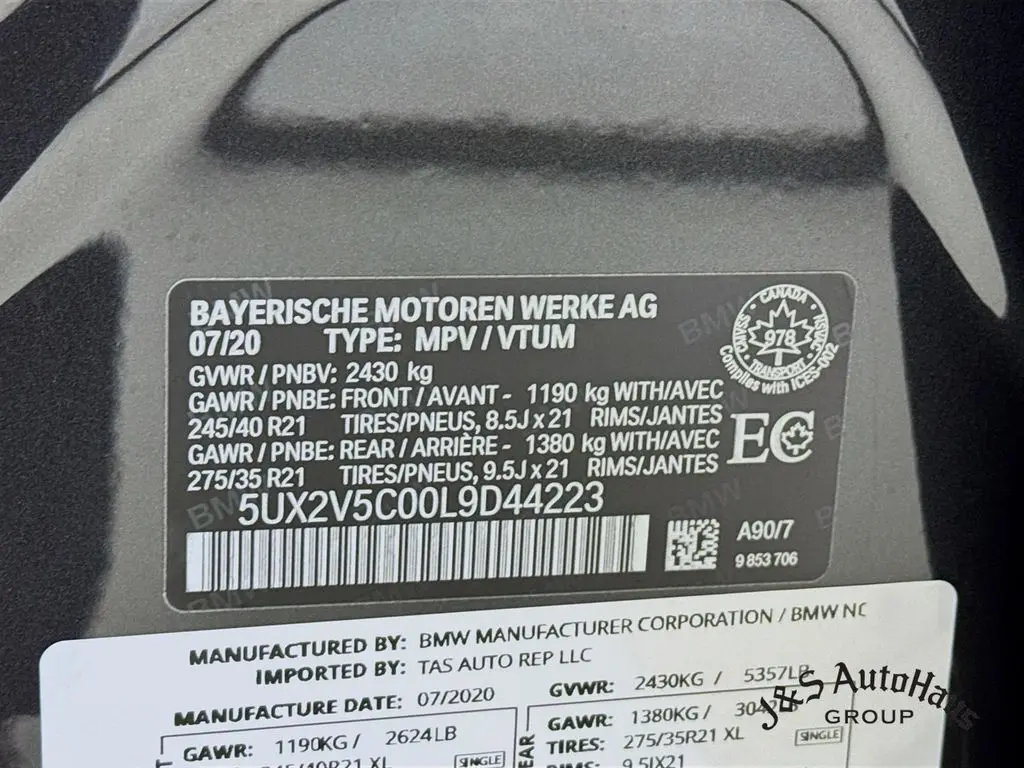 BAYERISCHE MOTOREN WERKE AG
07/20 TYPE: MPV / VTUM
GVWR / PNBV: 2430 kg
GAWR / PNBE: FRONT / AVANT - 1190 kg WITH/AVEC
245/40 R21 TIRES/PNEUS, 8.5J x 21 RIMS/JANTES
GAWR / PNBE: REAR / ARRIÈRE - 1380 kg WITH/AVEC
275/35 R21 TIRES/PNEUS, 9.5J x 21 RIMS/JANTES
5UX2V5C00L9D44223
CANADA
978
TRANSPORT
Complies with ICES-002
EC
A90/7
9 853 706
BMW
MANUFACTURED BY: BMW MANUFACTURER CORPORATION / BMW NC
IMPORTED BY: TAS AUTO REP LLC
MANUFACTURE DATE: 07/2020
GVWR: 2430KG / 5357LB
GAWR: 1190KG / 2624LB
SINGLE
GAWR: 1380KG /
TIRES: 275/35R21 XL
SINGLE
J&S AutoHaus
GROUP